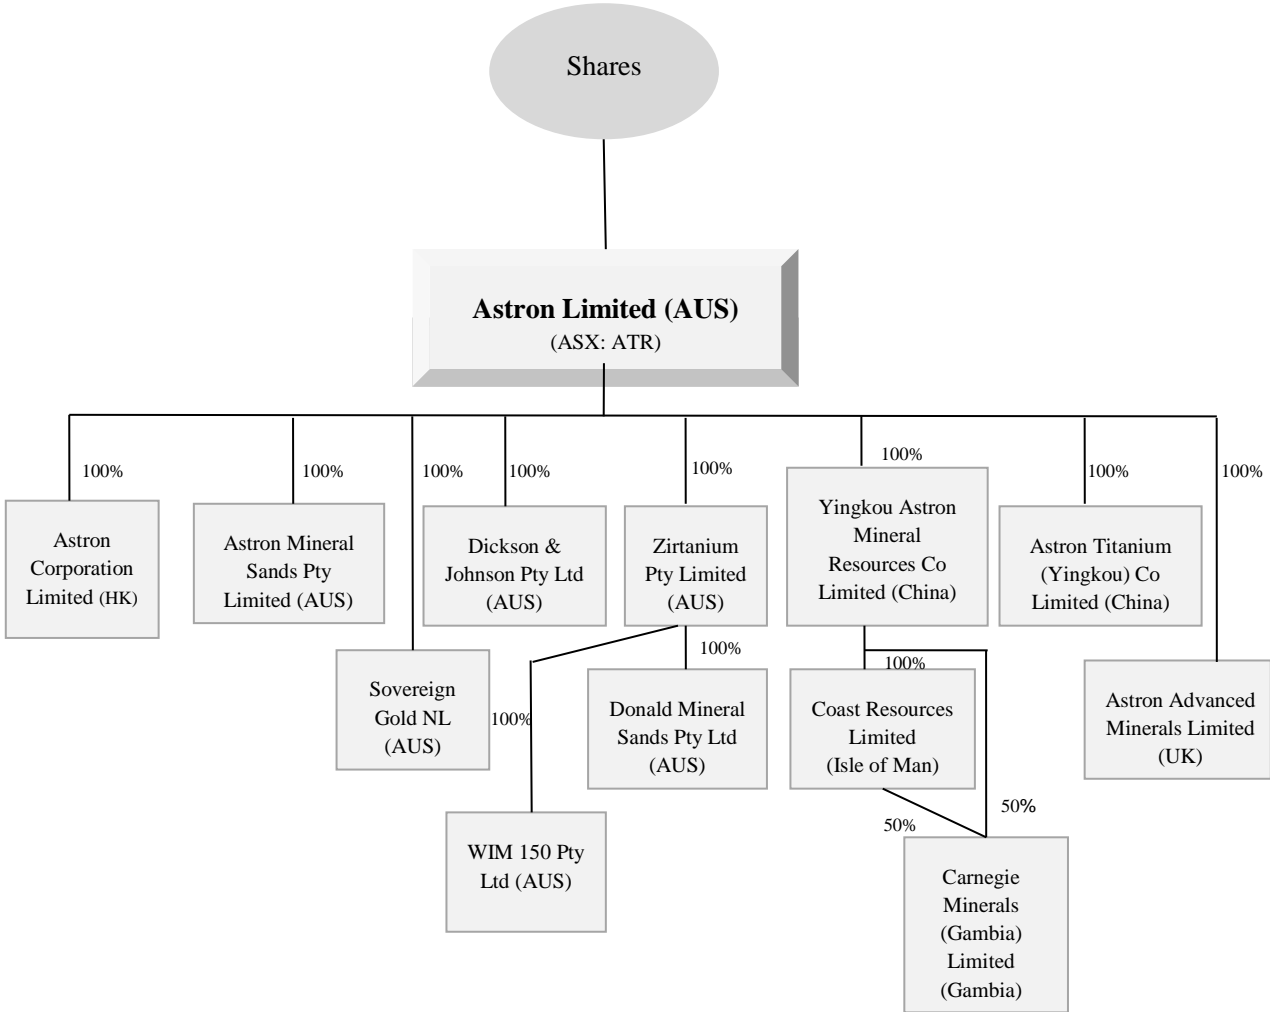 Shares
Astron Limited (AUS)
(ASX: ATR)
100%
100%
100%
100%
100%
100%
100%
100%
Astron
Corporation
Limited (HK)
Astron Mineral
Sands Pty
Limited (AUS)
Dickson &
Johnson Pty Ltd
(AUS)
Zirtanium
Pty Limited
(AUS)
Yingkou Astron
Mineral
Resources Co
Limited (China)
Astron Titanium
(Yingkou) Co
Limited (China)
100%
100%
Sovereign
Gold NL
(AUS)
100%
Donald Mineral
Sands Pty Ltd
(AUS)
Coast Resources
Limited
(Isle of Man)
Astron Advanced
Minerals Limited
(UK)
50%
50%
WIM 150 Pty
Ltd (AUS)
Carnegie
Minerals
(Gambia)
Limited
(Gambia)